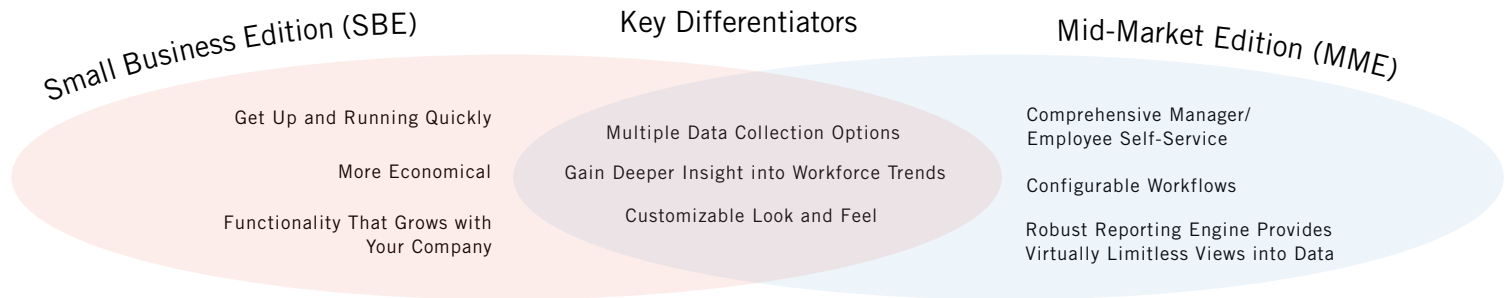 Small Business Edition (SBE)
Key Differentiators
Mid-Market Edition (MME)
Get Up and Running Quickly
More Economical
Functionality That Grows with
Your Company
Multiple Data Collection Options
Gain Deeper Insight into Workforce Trends
Customizable Look and Feel
Comprehensive Manager/
Employee Self-Service
Configurable Workflows
Robust Reporting Engine Provides
Virtually Limitless Views into Data